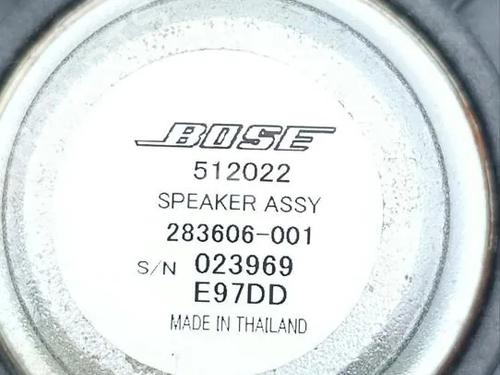 BOSE
512022
SPEAKER ASSY
283606-001
S/N 023969
E97DD
MADE IN THAILAND